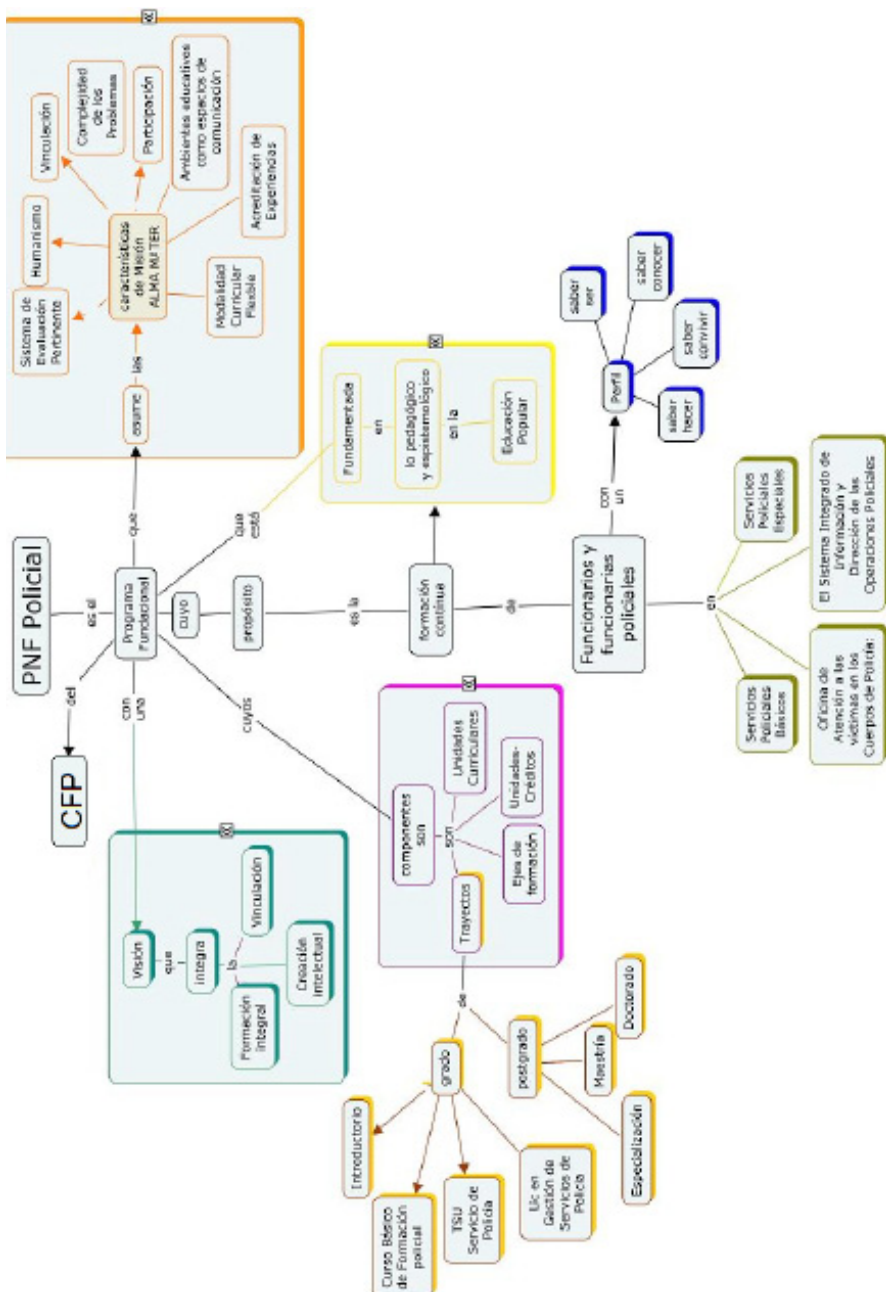 PNF Policial
es el
Programa
Fundacional
del
CFP
con
una
Visión
que
integra
la
Formación
integral
Creación
intelectual
Vinculación
cuyos
componentes
son
son
Trayectos
Ejes de
formación
Unidades-
Créditos
Unidades
Curriculares
de
grado
Introductorio
Curso Básico
de Formación
policial
TSU
Servicio de
Policía
Lic en
Gestión de
Servicios de
Policía
postgrado
Especialización
Maestría
Doctorado
cuyo
propósito
es la
formación
continua
de
Funcionarios y
funcionarias
policiales
en
Servicios
Policiales
Básicos
Oficina de
Atención a las
víctimas en los
Cuerpos de Policía:
El Sistema Integrado de
Información y
Dirección de las
Operaciones Policiales
Servicios
Policiales
Especiales
con
un
Perfil
saber
hacer
saber
convivir
saber
conocer
saber
ser
que
está
Fundamentada
en
lo pedagógico
y espistemológico
en la
Educación
Popular
que
asume
las
características
de Misión
ALMA MATER
Sistema de
Evaluación
Pertinente
Humanismo
Vinculación
Complejidad
de los
Problemas
Participación
Ambientes educativos
como espacios de
comunicación
Acreditación de
Experiencias
Modalidad
Curricular
Flexible